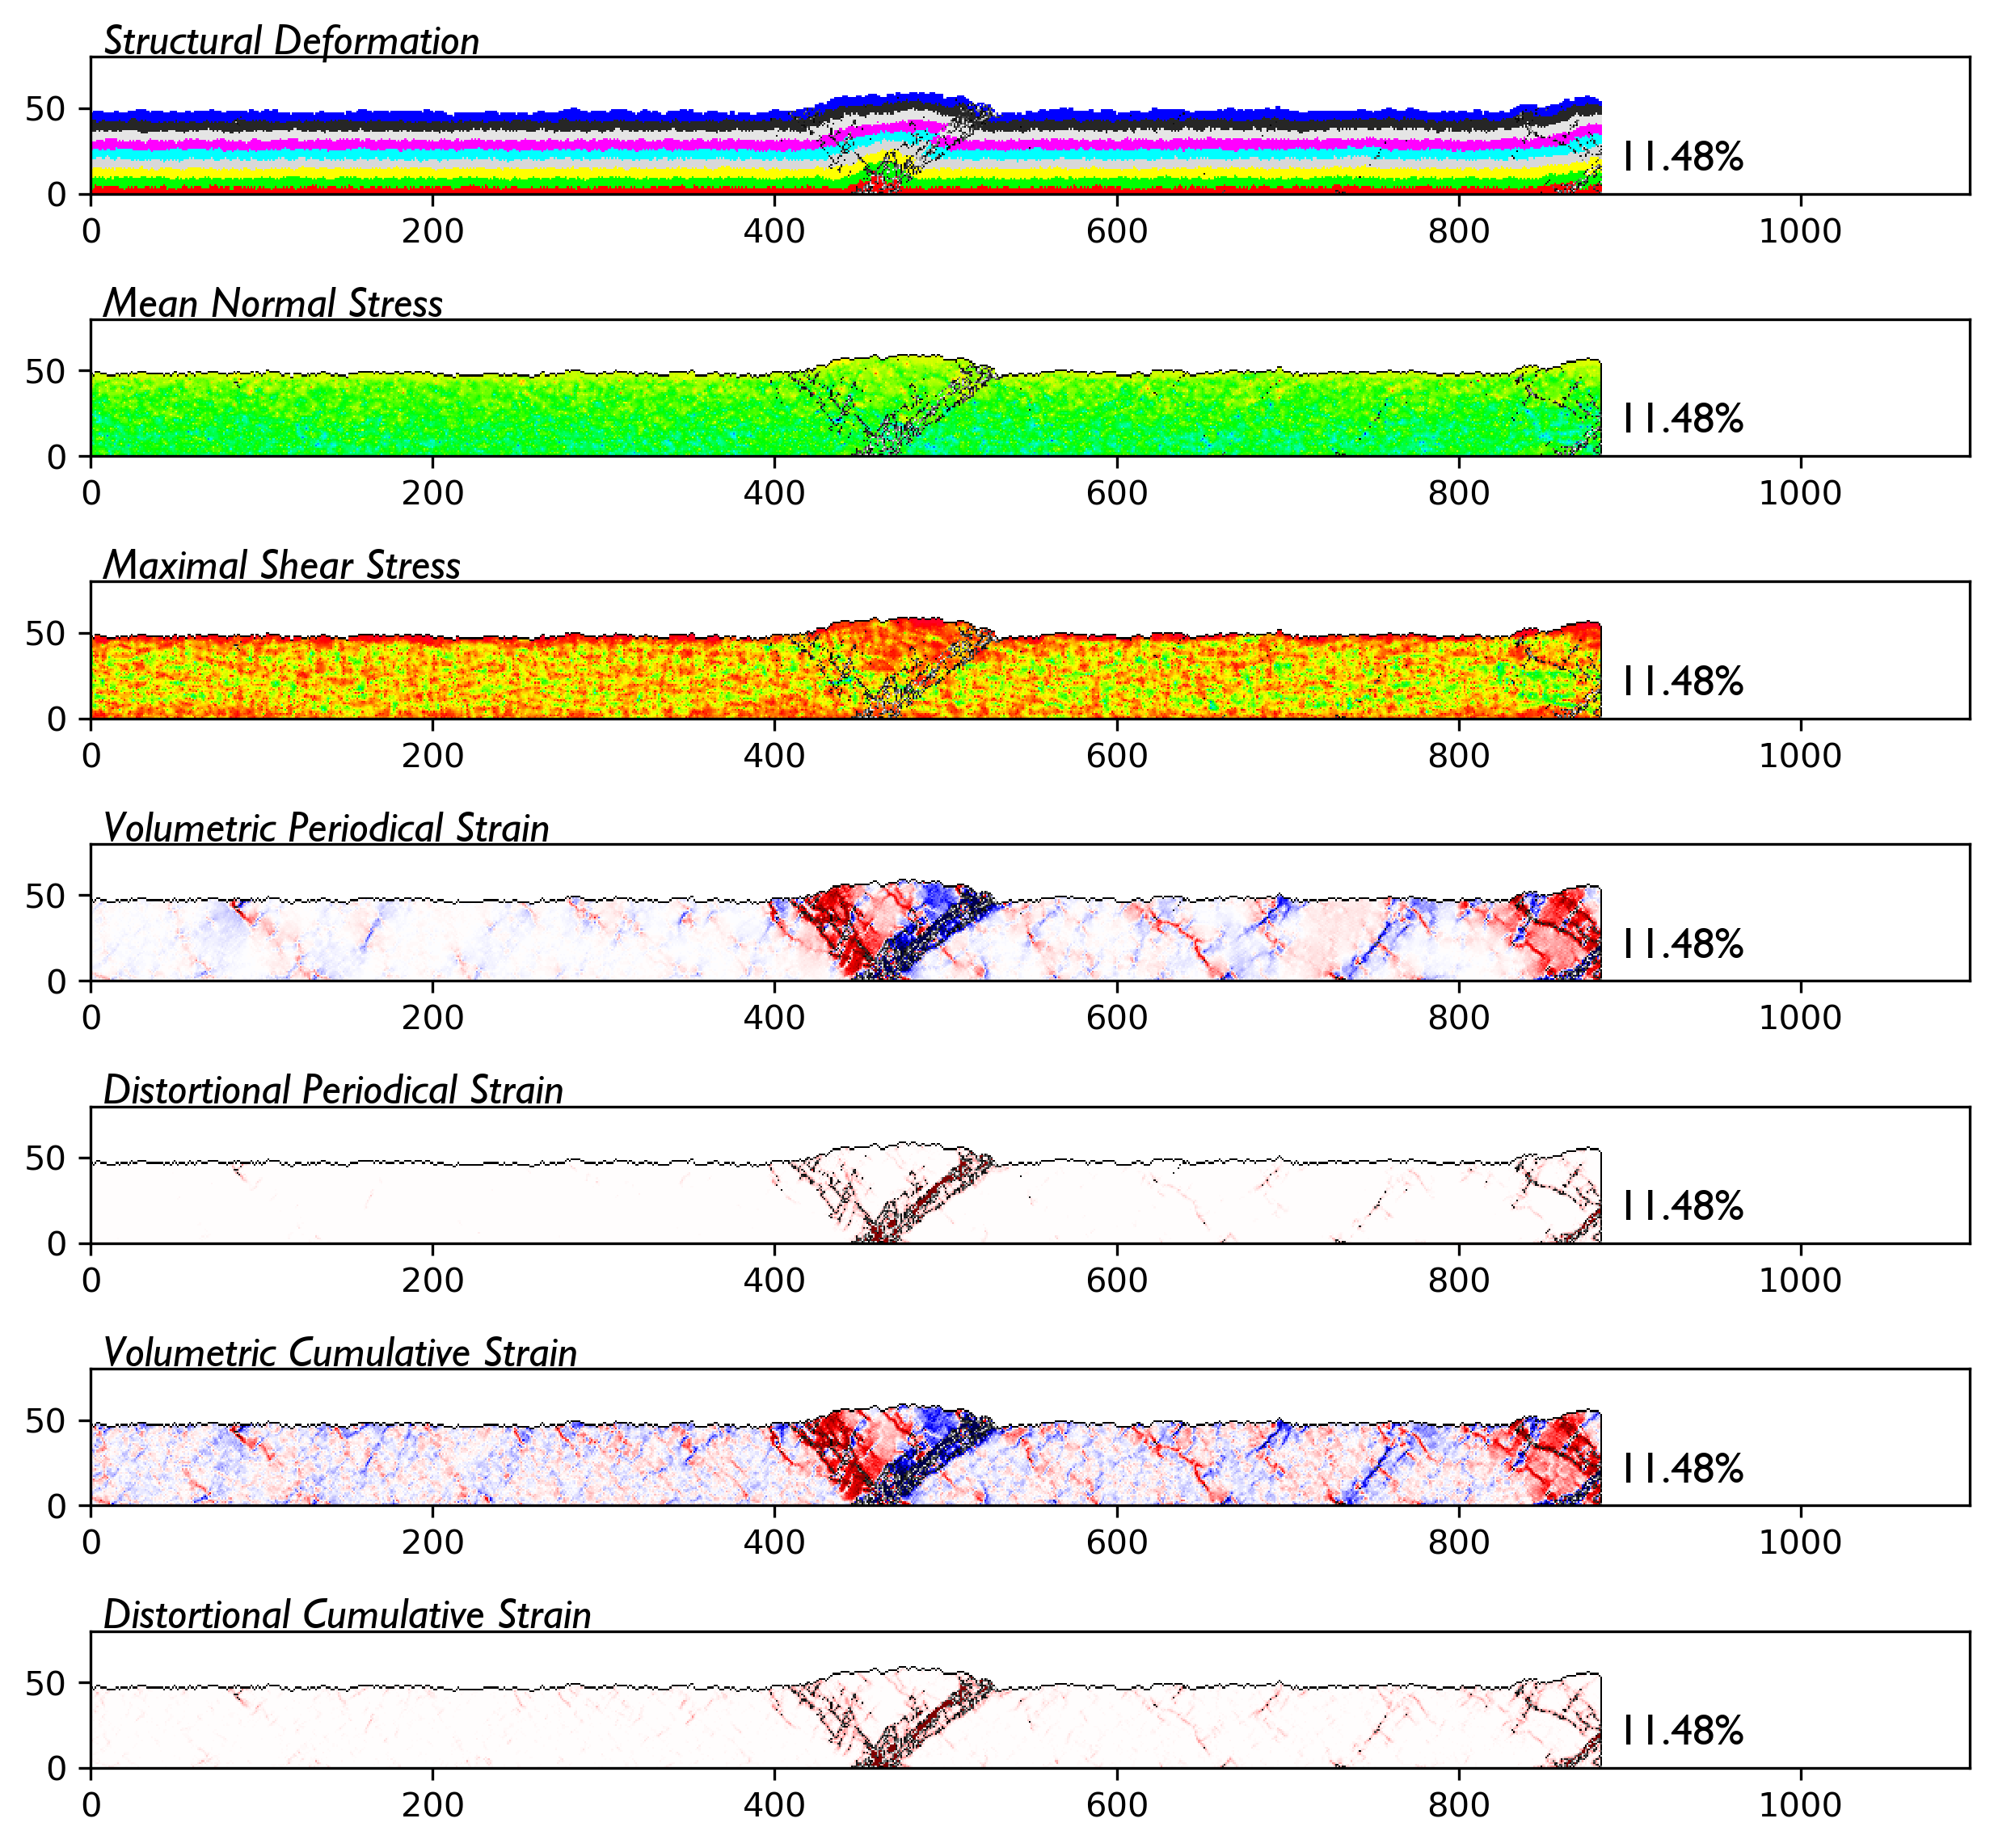 Structural Deformation
50
0
11.48%
0 200 400 600 800 1000
Mean Normal Stress
50
0
11.48%
0 200 400 600 800 1000
Maximal Shear Stress
50
0
11.48%
0 200 400 600 800 1000
Volumetric Periodical Strain
50
0
11.48%
0 200 400 600 800 1000
Distortional Periodical Strain
50
0
11.48%
0 200 400 600 800 1000
Volumetric Cumulative Strain
50
0
11.48%
0 200 400 600 800 1000
Distortional Cumulative Strain
50
0
11.48%
0 200 400 600 800 1000